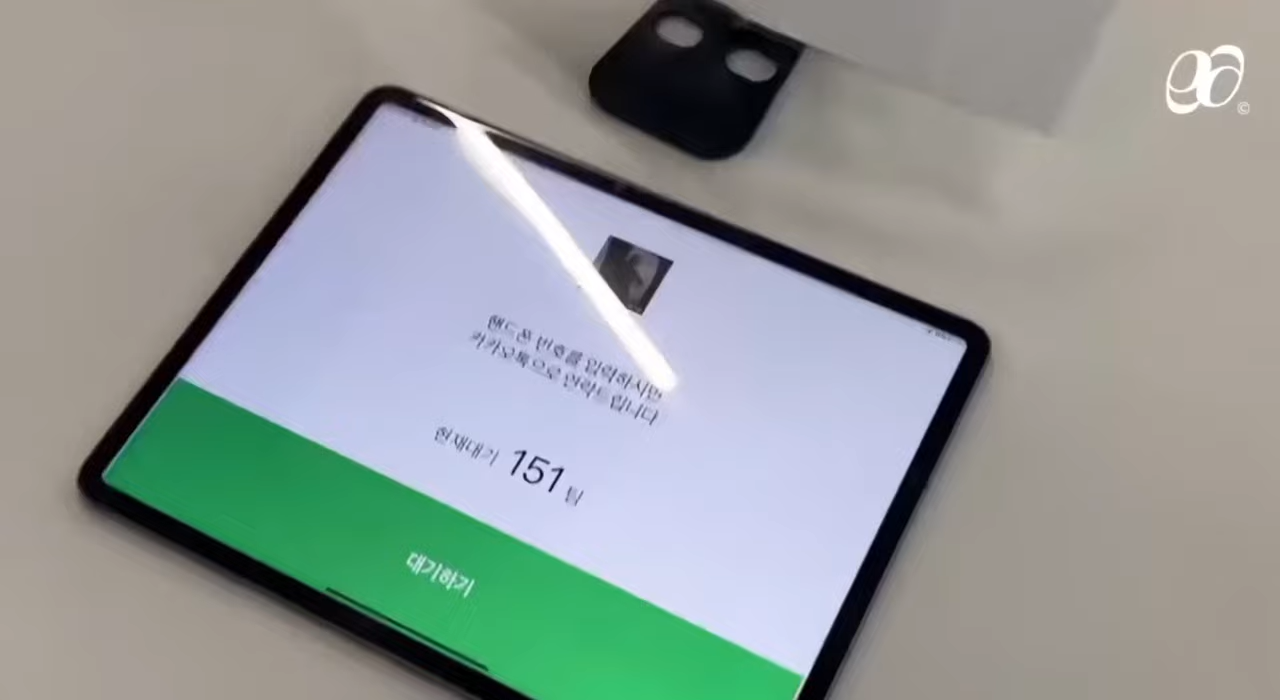 핸드폰 번호를 입력하시면
카카오톡으로 연락드립니다
현재대기 151 팀
대기하기